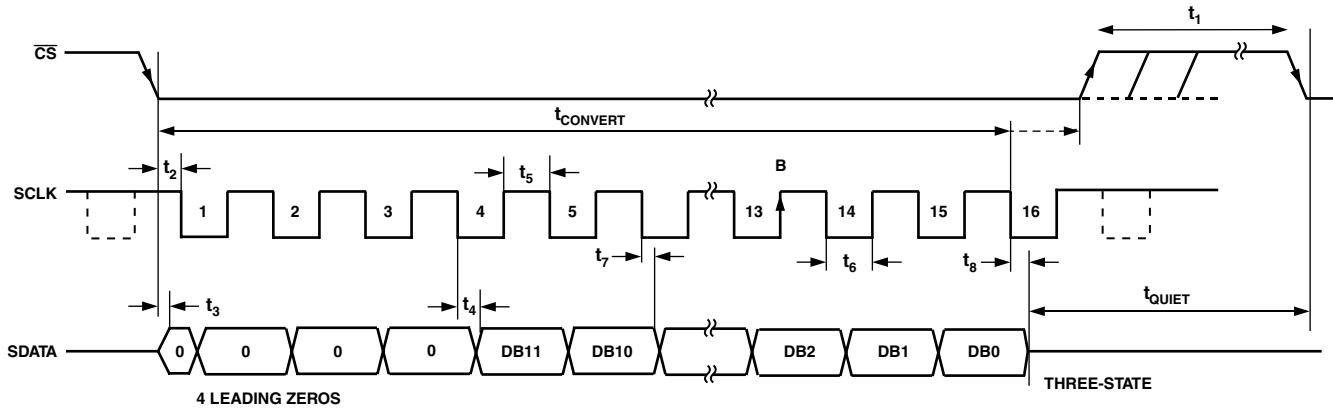 t1
CS
tCONVERT
t2 t5 B
SCLK 1 2 3 4 5 13 14 15 16
t7 t6 t8
t3 t4 tQUIET
SDATA 0 0 0 0 DB11 DB10 DB2 DB1 DB0
THREE-STATE
4 LEADING ZEROS